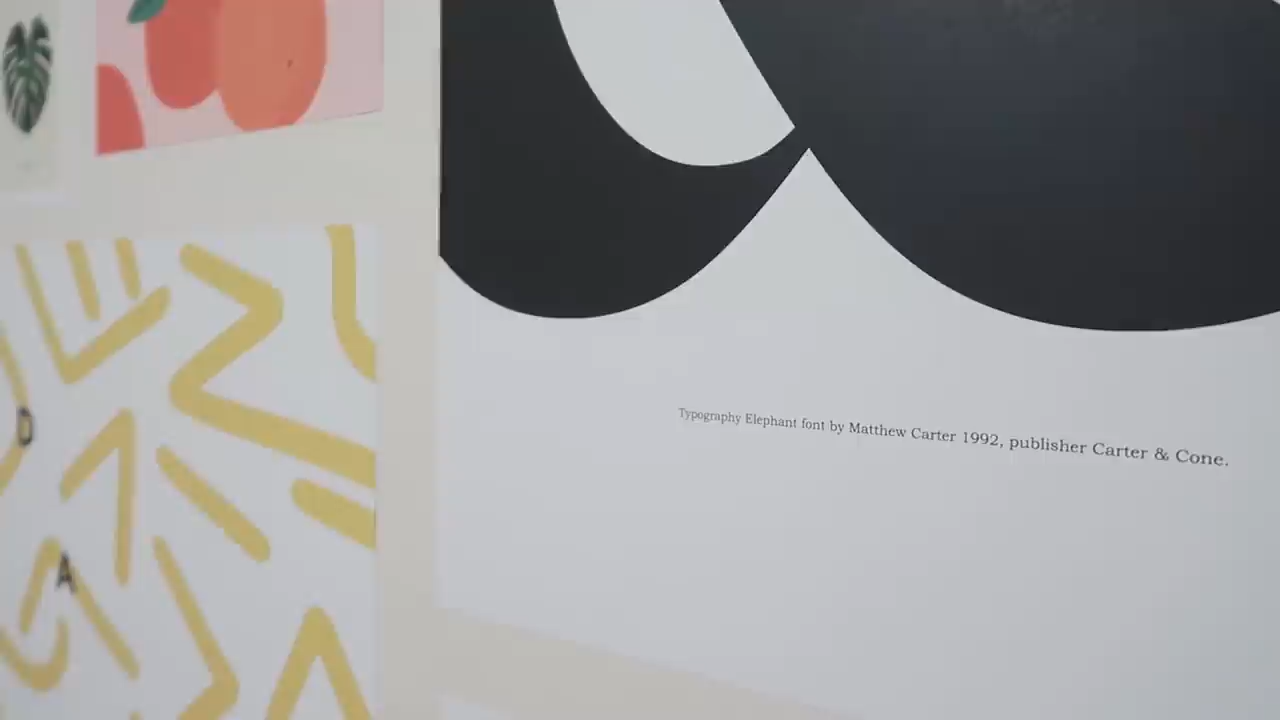 D
A
Typography Elephant font by Matthew Carter 1992, publisher Carter & Cone.